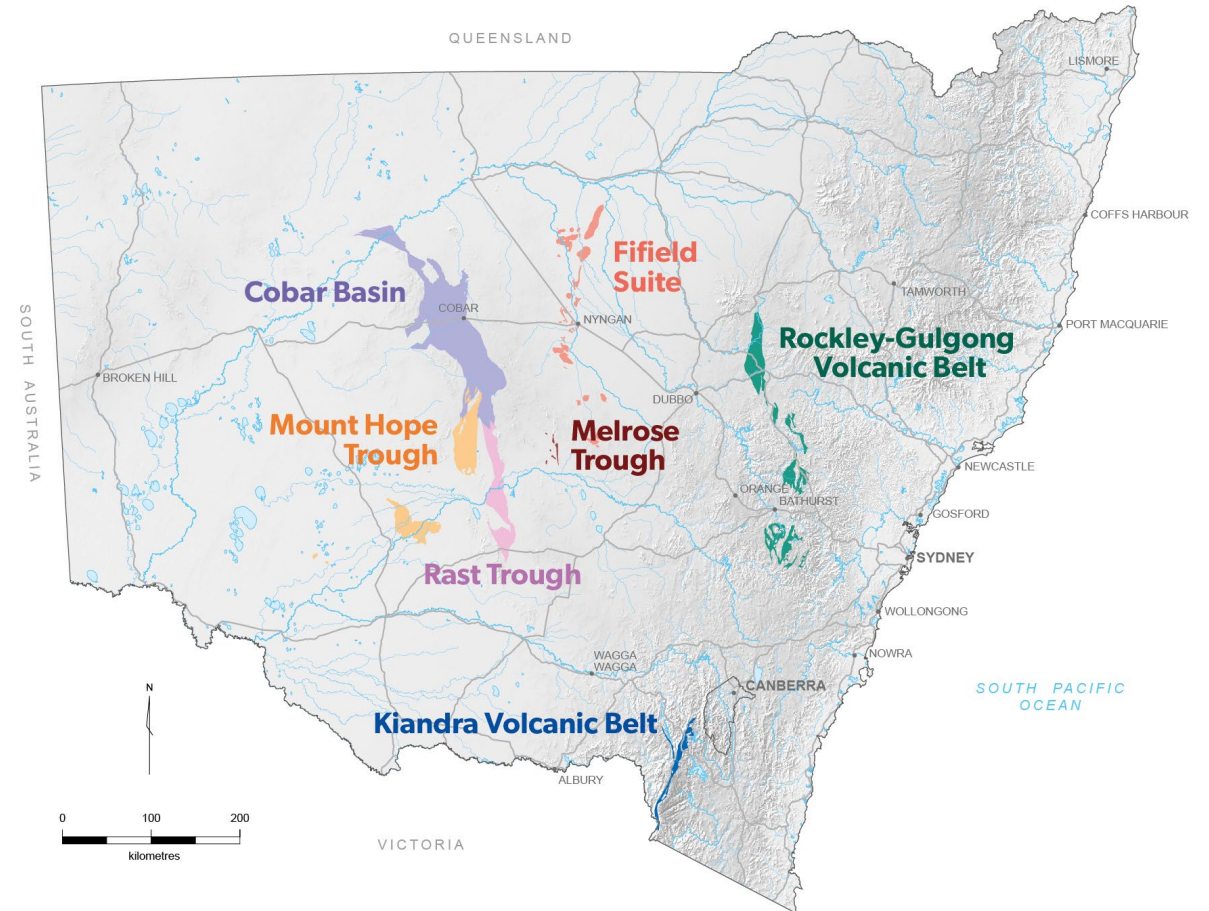 QUEENSLAND
LISMORE
COFFS HARBOUR
Fifield
Suite
Cobar Basin
TAMWORTH
COBAR
NYNGAN
PORT MACQUARIE
Rockley-Gulgong
Volcanic Belt
SOUTH AUSTRALIA
BROKEN HILL
DUBBO
Mount Hope
Trough
Melrose
Trough
NEWCASTLE
ORANGE
BATHURST
GOSFORD
SYDNEY
Rast Trough
WOLLONGONG
NOWRA
WAGGA
WAGGA
CANBERRA
SOUTH PACIFIC
OCEAN
N
Kiandra Volcanic Belt
ALBURY
0 100 200
kilometres
VICTORIA